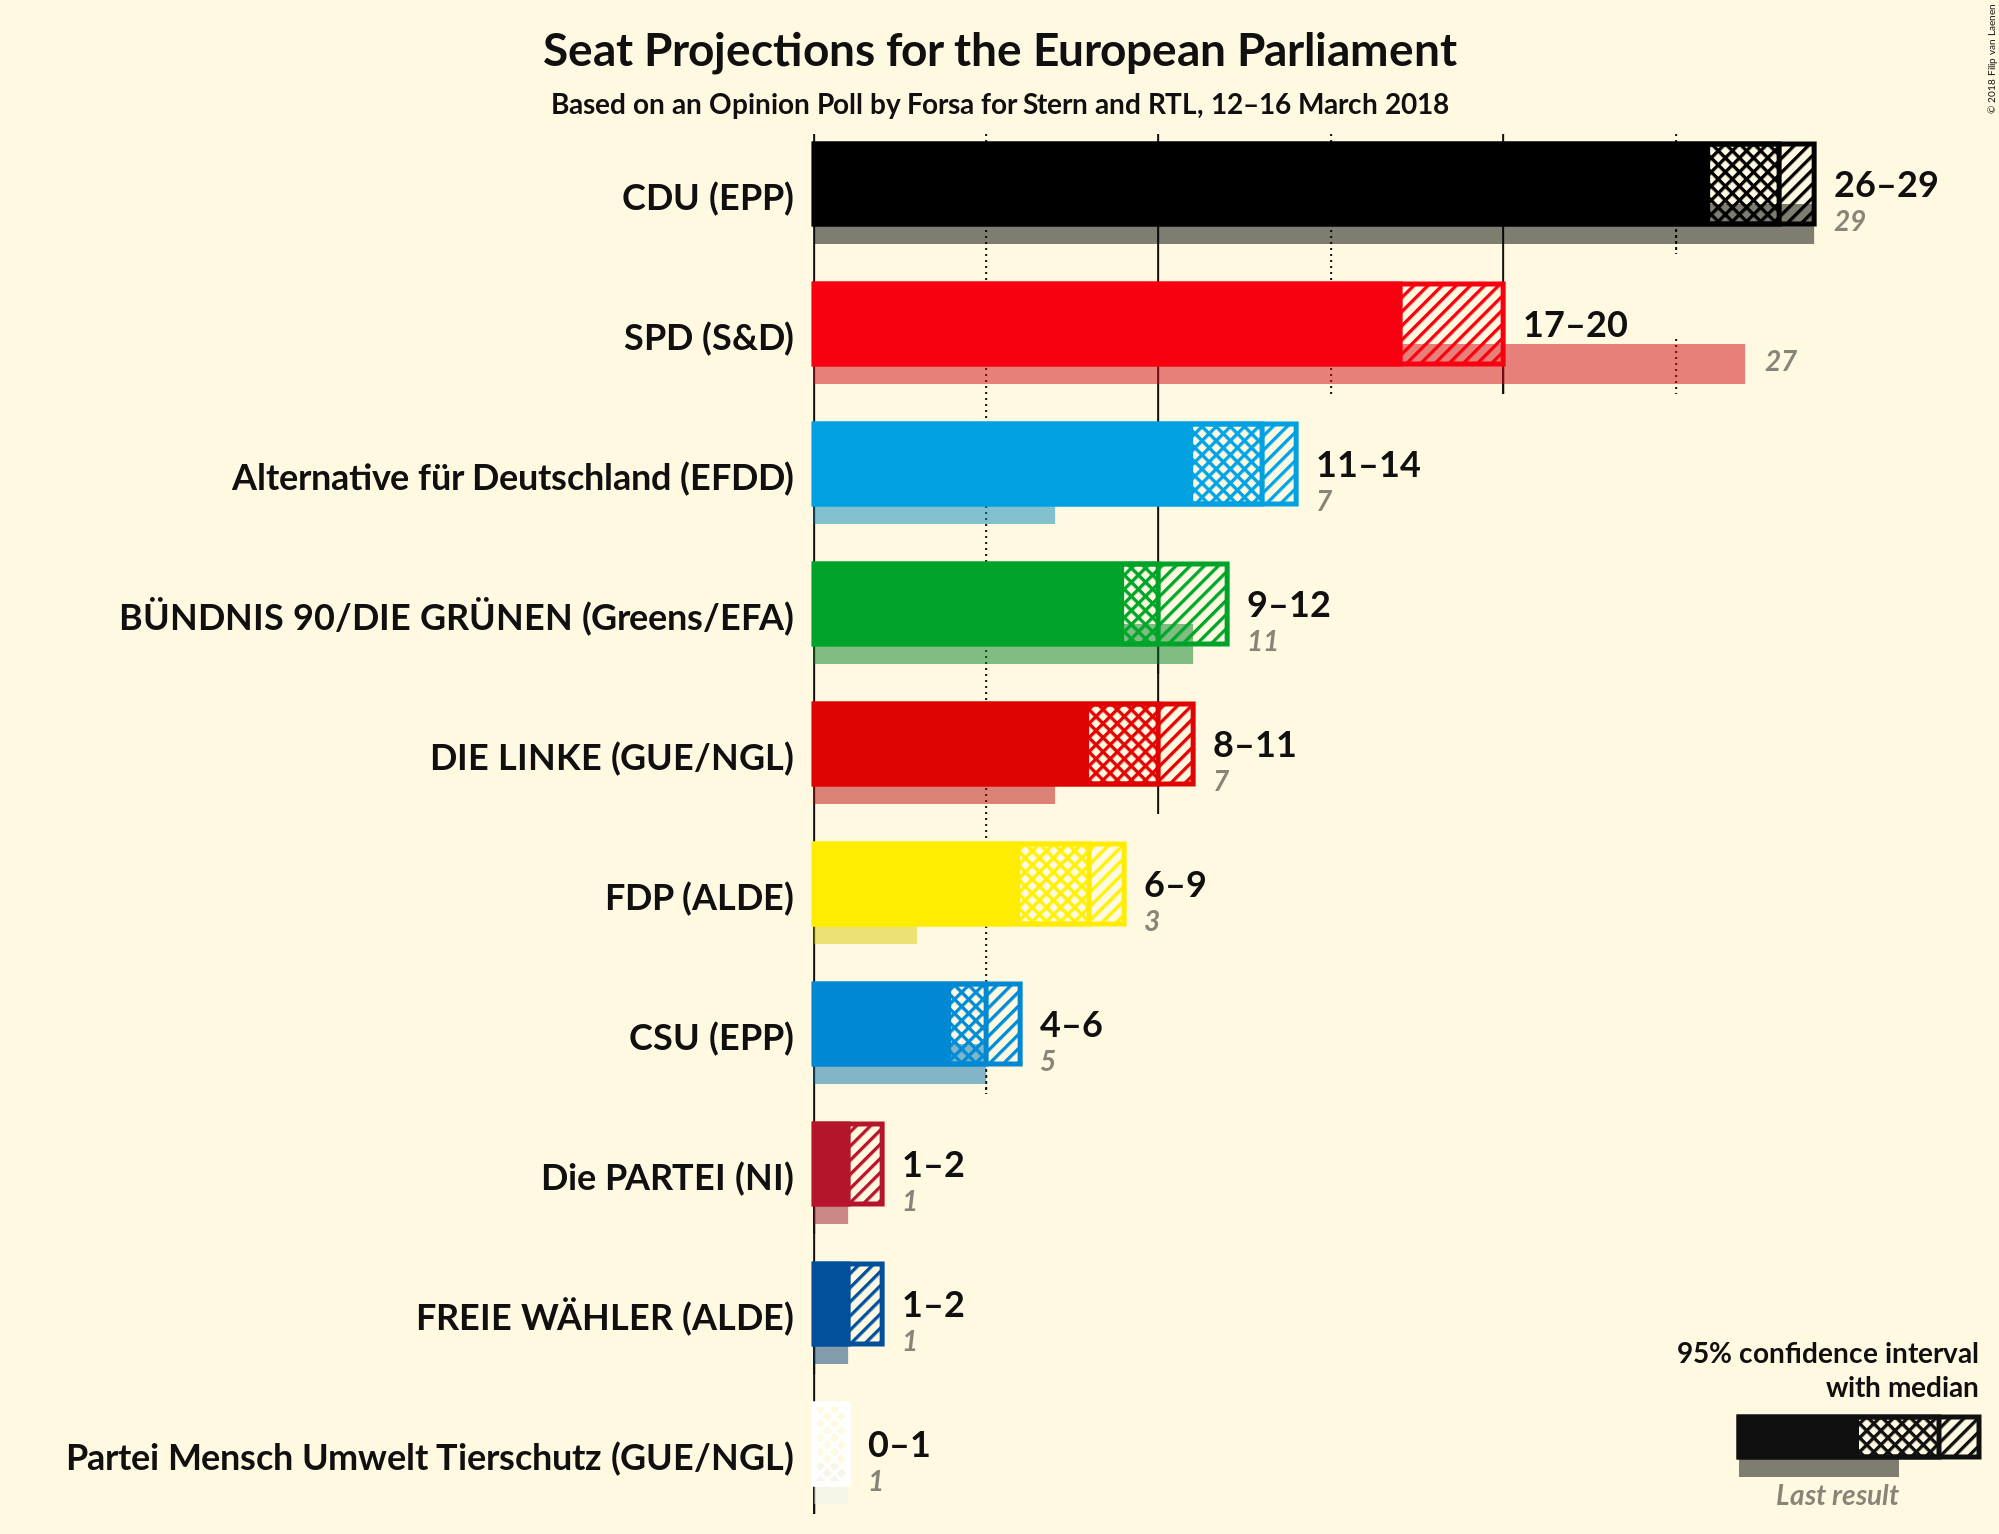 Seat Projections for the European Parliament
Based on an Opinion Poll by Forsa for Stern and RTL, 12–16 March 2018
© 2018 Filip van Laenen
CDU (EPP)
26–29
29
SPD (S&D)
17–20
27
Alternative für Deutschland (EFDD)
11–14
7
BÜNDNIS 90/DIE GRÜNEN (Greens/EFA)
9–12
11
DIE LINKE (GUE/NGL)
8–11
7
FDP (ALDE)
6–9
3
CSU (EPP)
4–6
5
Die PARTEI (NI)
1–2
1
FREIE WÄHLER (ALDE)
1–2
1
Partei Mensch Umwelt Tierschutz (GUE/NGL)
0–1
1
95% confidence interval
with median
Last result